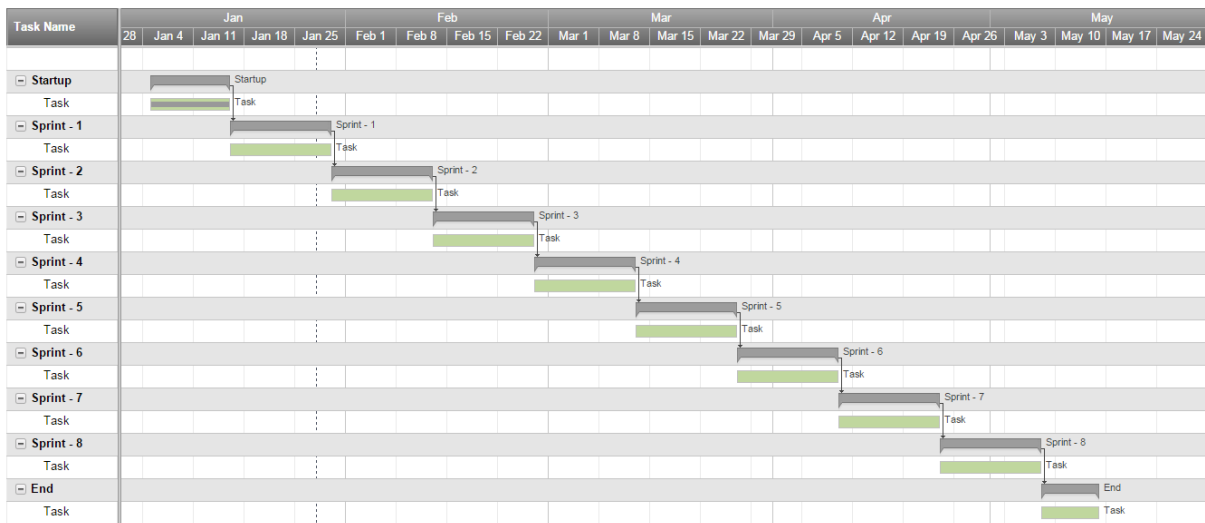 Task Name
Jan Feb Mar Apr May
28 Jan 4 Jan 11 Jan 18 Jan 25 Feb 1 Feb 8 Feb 15 Feb 22 Mar 1 Mar 8 Mar 15 Mar 22 Mar 29 Apr 5 Apr 12 Apr 19 Apr 26 May 3 May 10 May 17 May 24
Startup Startup
Task Task
Sprint - 1 Sprint - 1
Task Task
Sprint - 2 Sprint - 2
Task Task
Sprint - 3 Sprint - 3
Task Task
Sprint - 4 Sprint - 4
Task Task
Sprint - 5 Sprint - 5
Task Task
Sprint - 6 Sprint - 6
Task Task
Sprint - 7 Sprint - 7
Task Task
Sprint - 8 Sprint - 8
Task Task
End End
Task Task